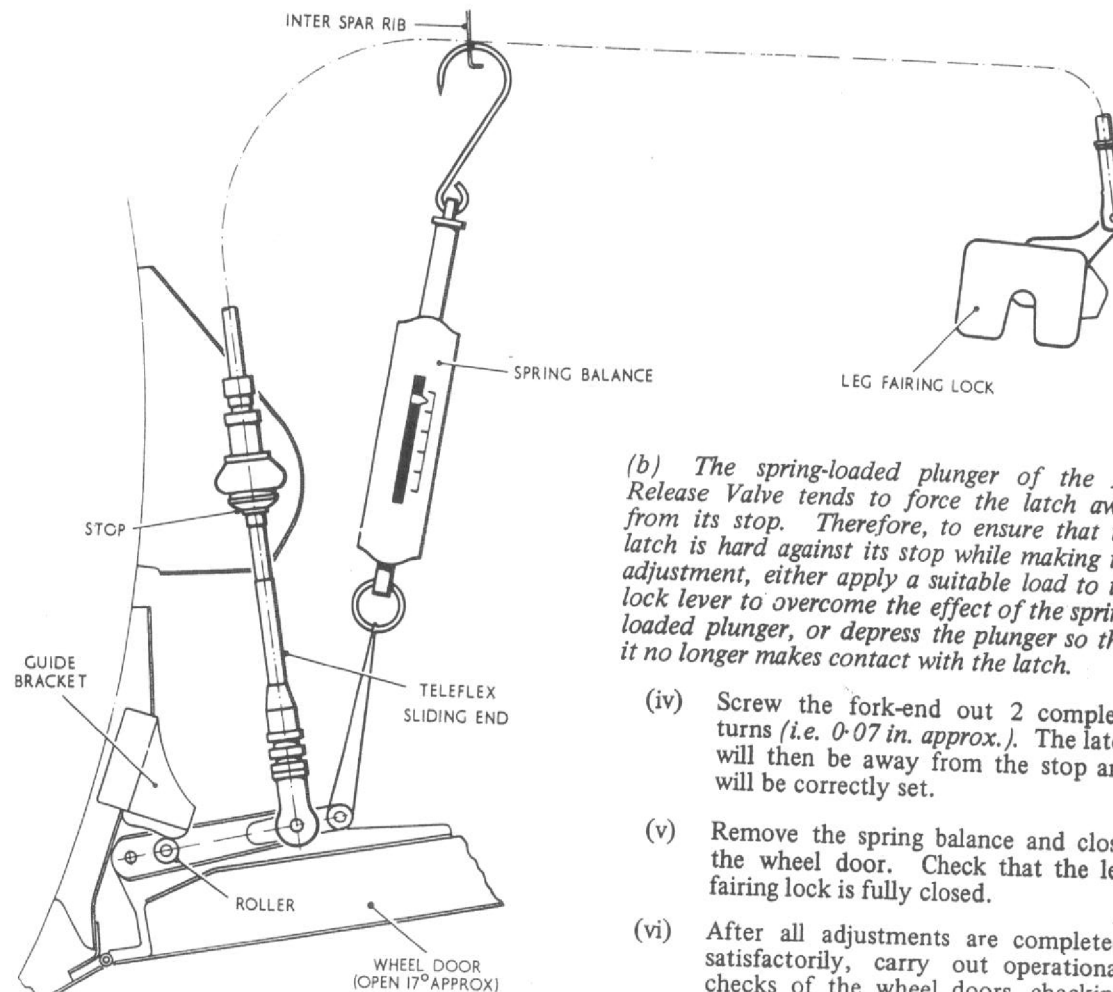 INTER SPAR RIB
SPRING BALANCE
LEG FAIRING LOCK
STOP
GUIDE
BRACKET
TELEFLEX
SLIDING END
ROLLER
WHEEL DOOR
(OPEN 17° APPROX)
(b) The spring-loaded plunger of the
Release Valve tends to force the latch
from its stop. Therefore, to ensure that
latch is hard against its stop while making
adjustment, either apply a suitable load to
lock lever to overcome the effect of the
loaded plunger, or depress the plunger so
it no longer makes contact with the latch.
(iv) Screw the fork-end out 2
turns (i.e. 0·07 in. approx.). The
will then be away from the stop
will be correctly set.
(v) Remove the spring balance and
the wheel door. Check that the
fairing lock is fully closed.
(vi) After all adjustments are
satisfactorily, carry out
checks of the wheel doors,